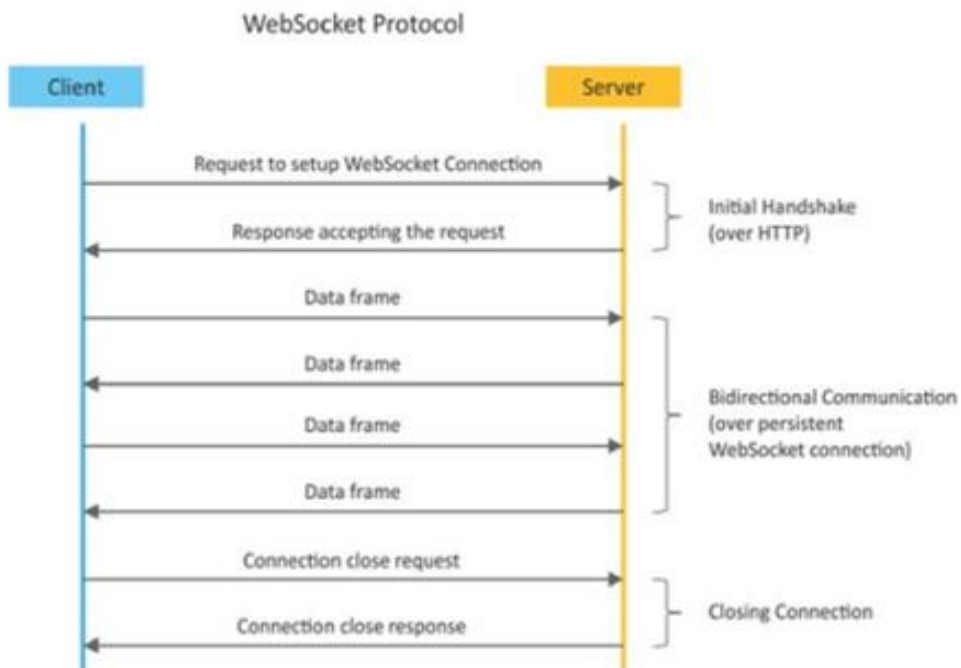 WebSocket Protocol
Client
Server
Request to setup WebSocket Connection
Response accepting the request
Initial Handshake
(over HTTP)
Data frame
Data frame
Data frame
Data frame
Bidirectional Communication
(over persistent
WebSocket connection)
Connection close request
Connection close response
Closing Connection